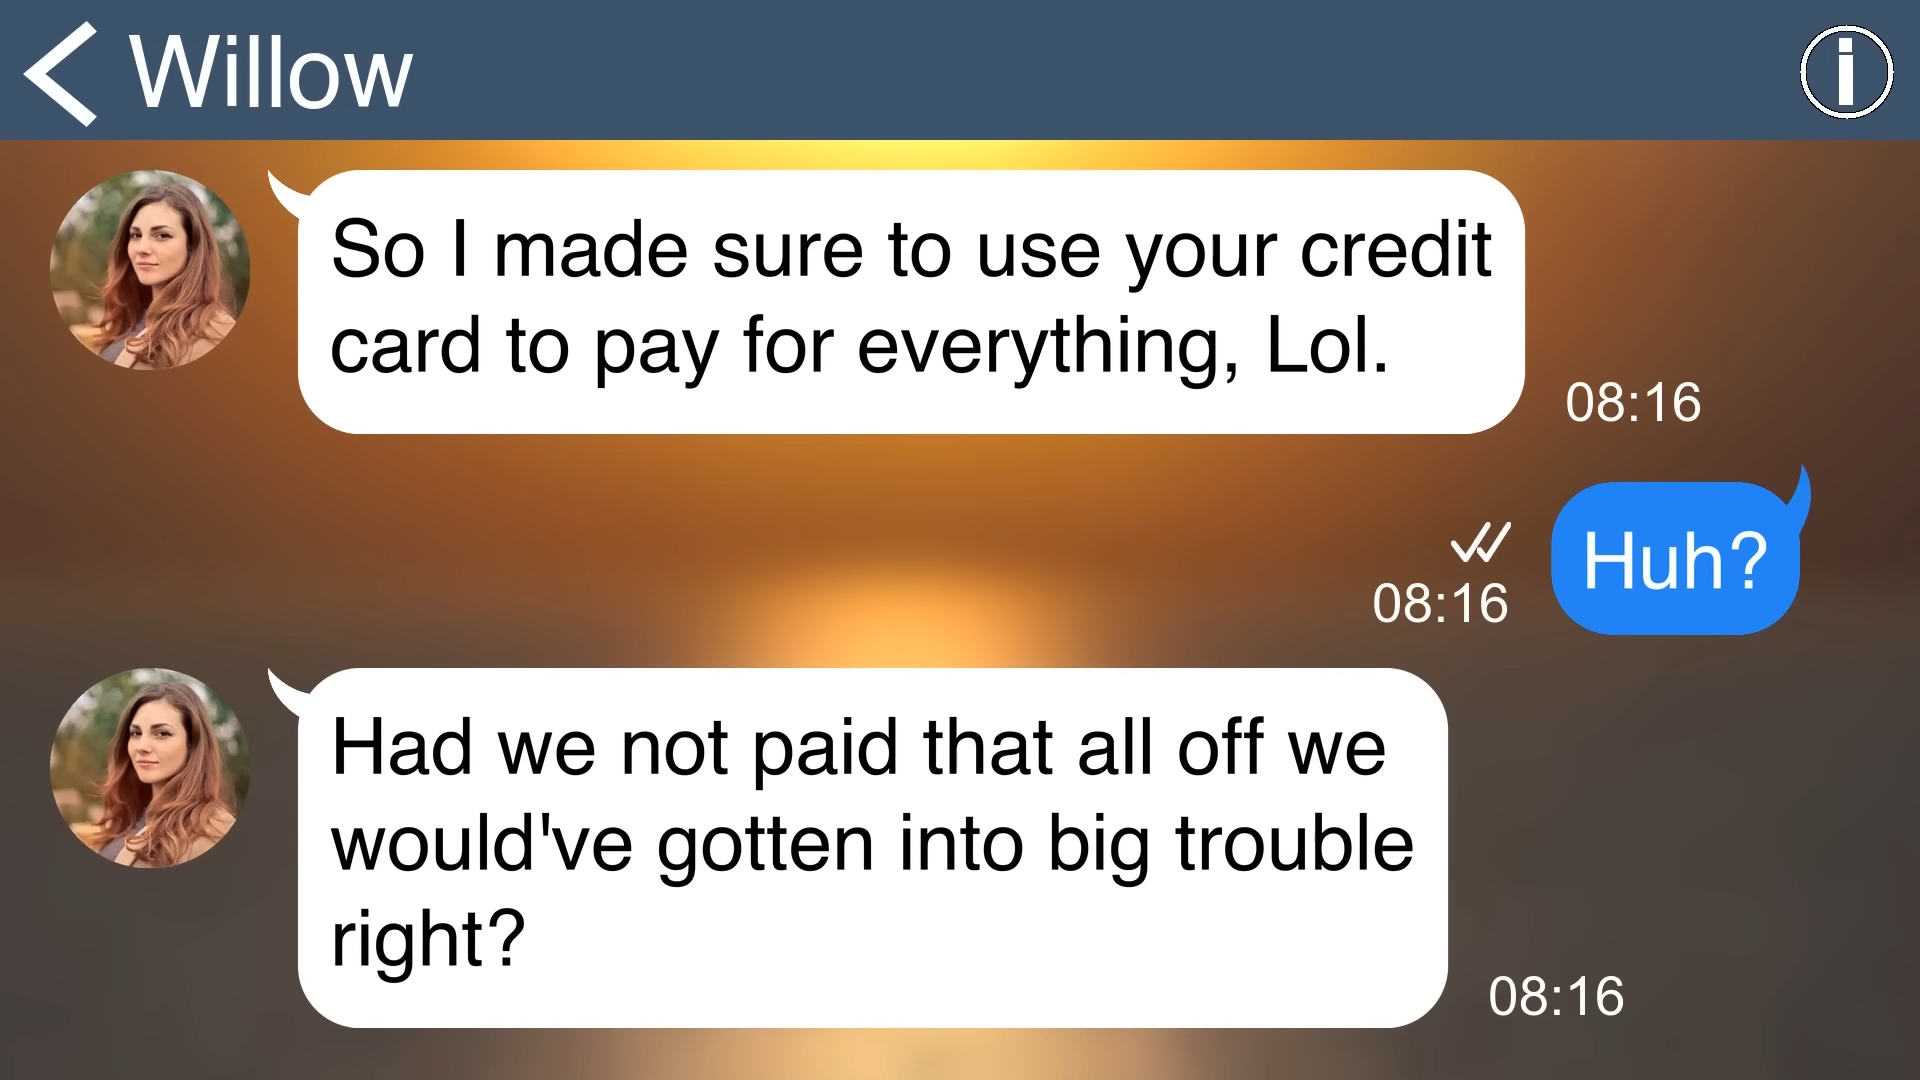 Willow
So I made sure to use your credit
card to pay for everything, Lol.
08:16
Huh?
08:16
Had we not paid that all off we
would've gotten into big trouble
right?
08:16